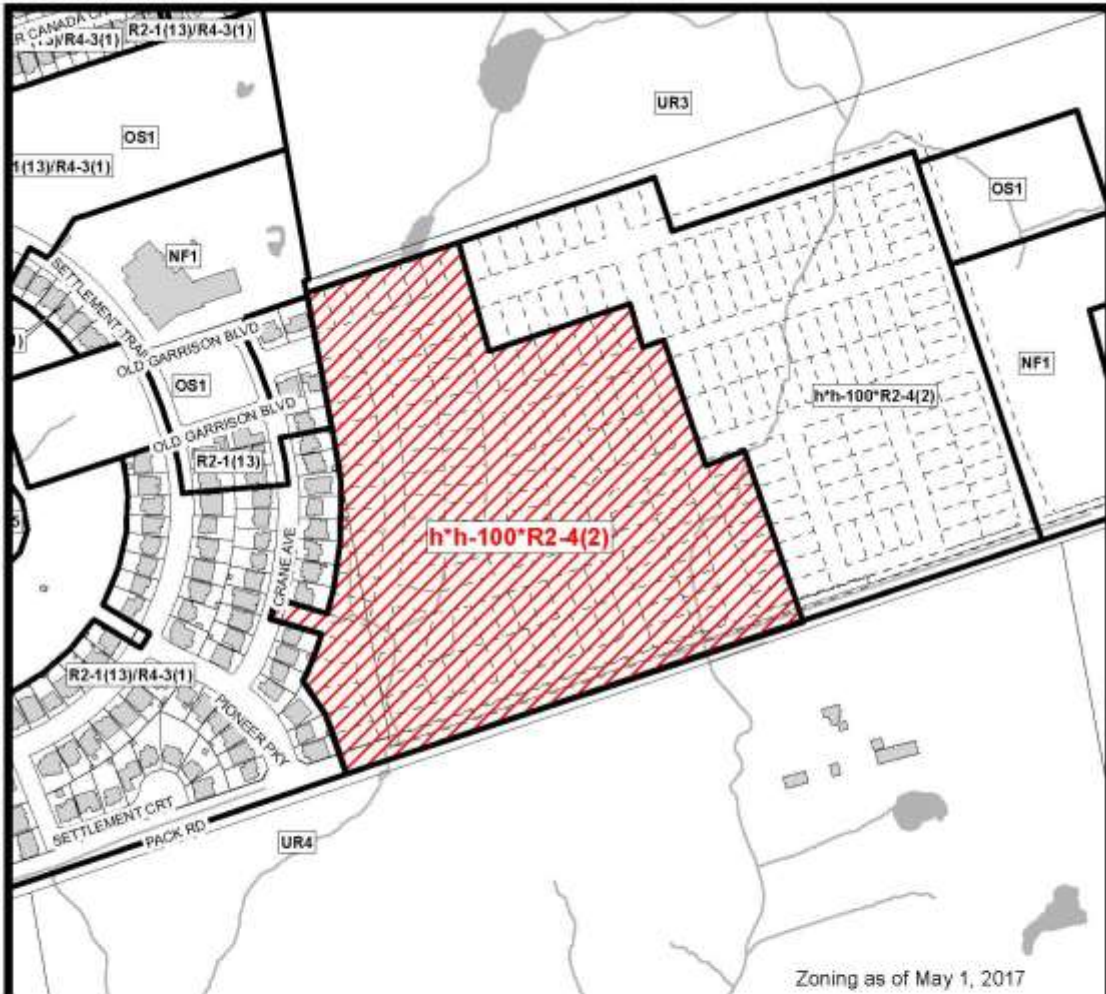 R CANADA C
R2-1(13)/R4-3(1)
/R4-3(1)
UR3
OS1
1(13)/R4-3(1)
OS1
NF1
SETTLEMENT TRAI
OLD GARRISON BLVD
NF1
OS1
h*h-100*R2-4(2)
OLD GARRISON BLVD
R2-1(13)
h*h-100*R2-4(2)
CRANE AVE
R2-1(13)/R4-3(1)
PIONEER PKY
SETTLEMENT CRT
PACK RD
UR4
Zoning as of May 1, 2017